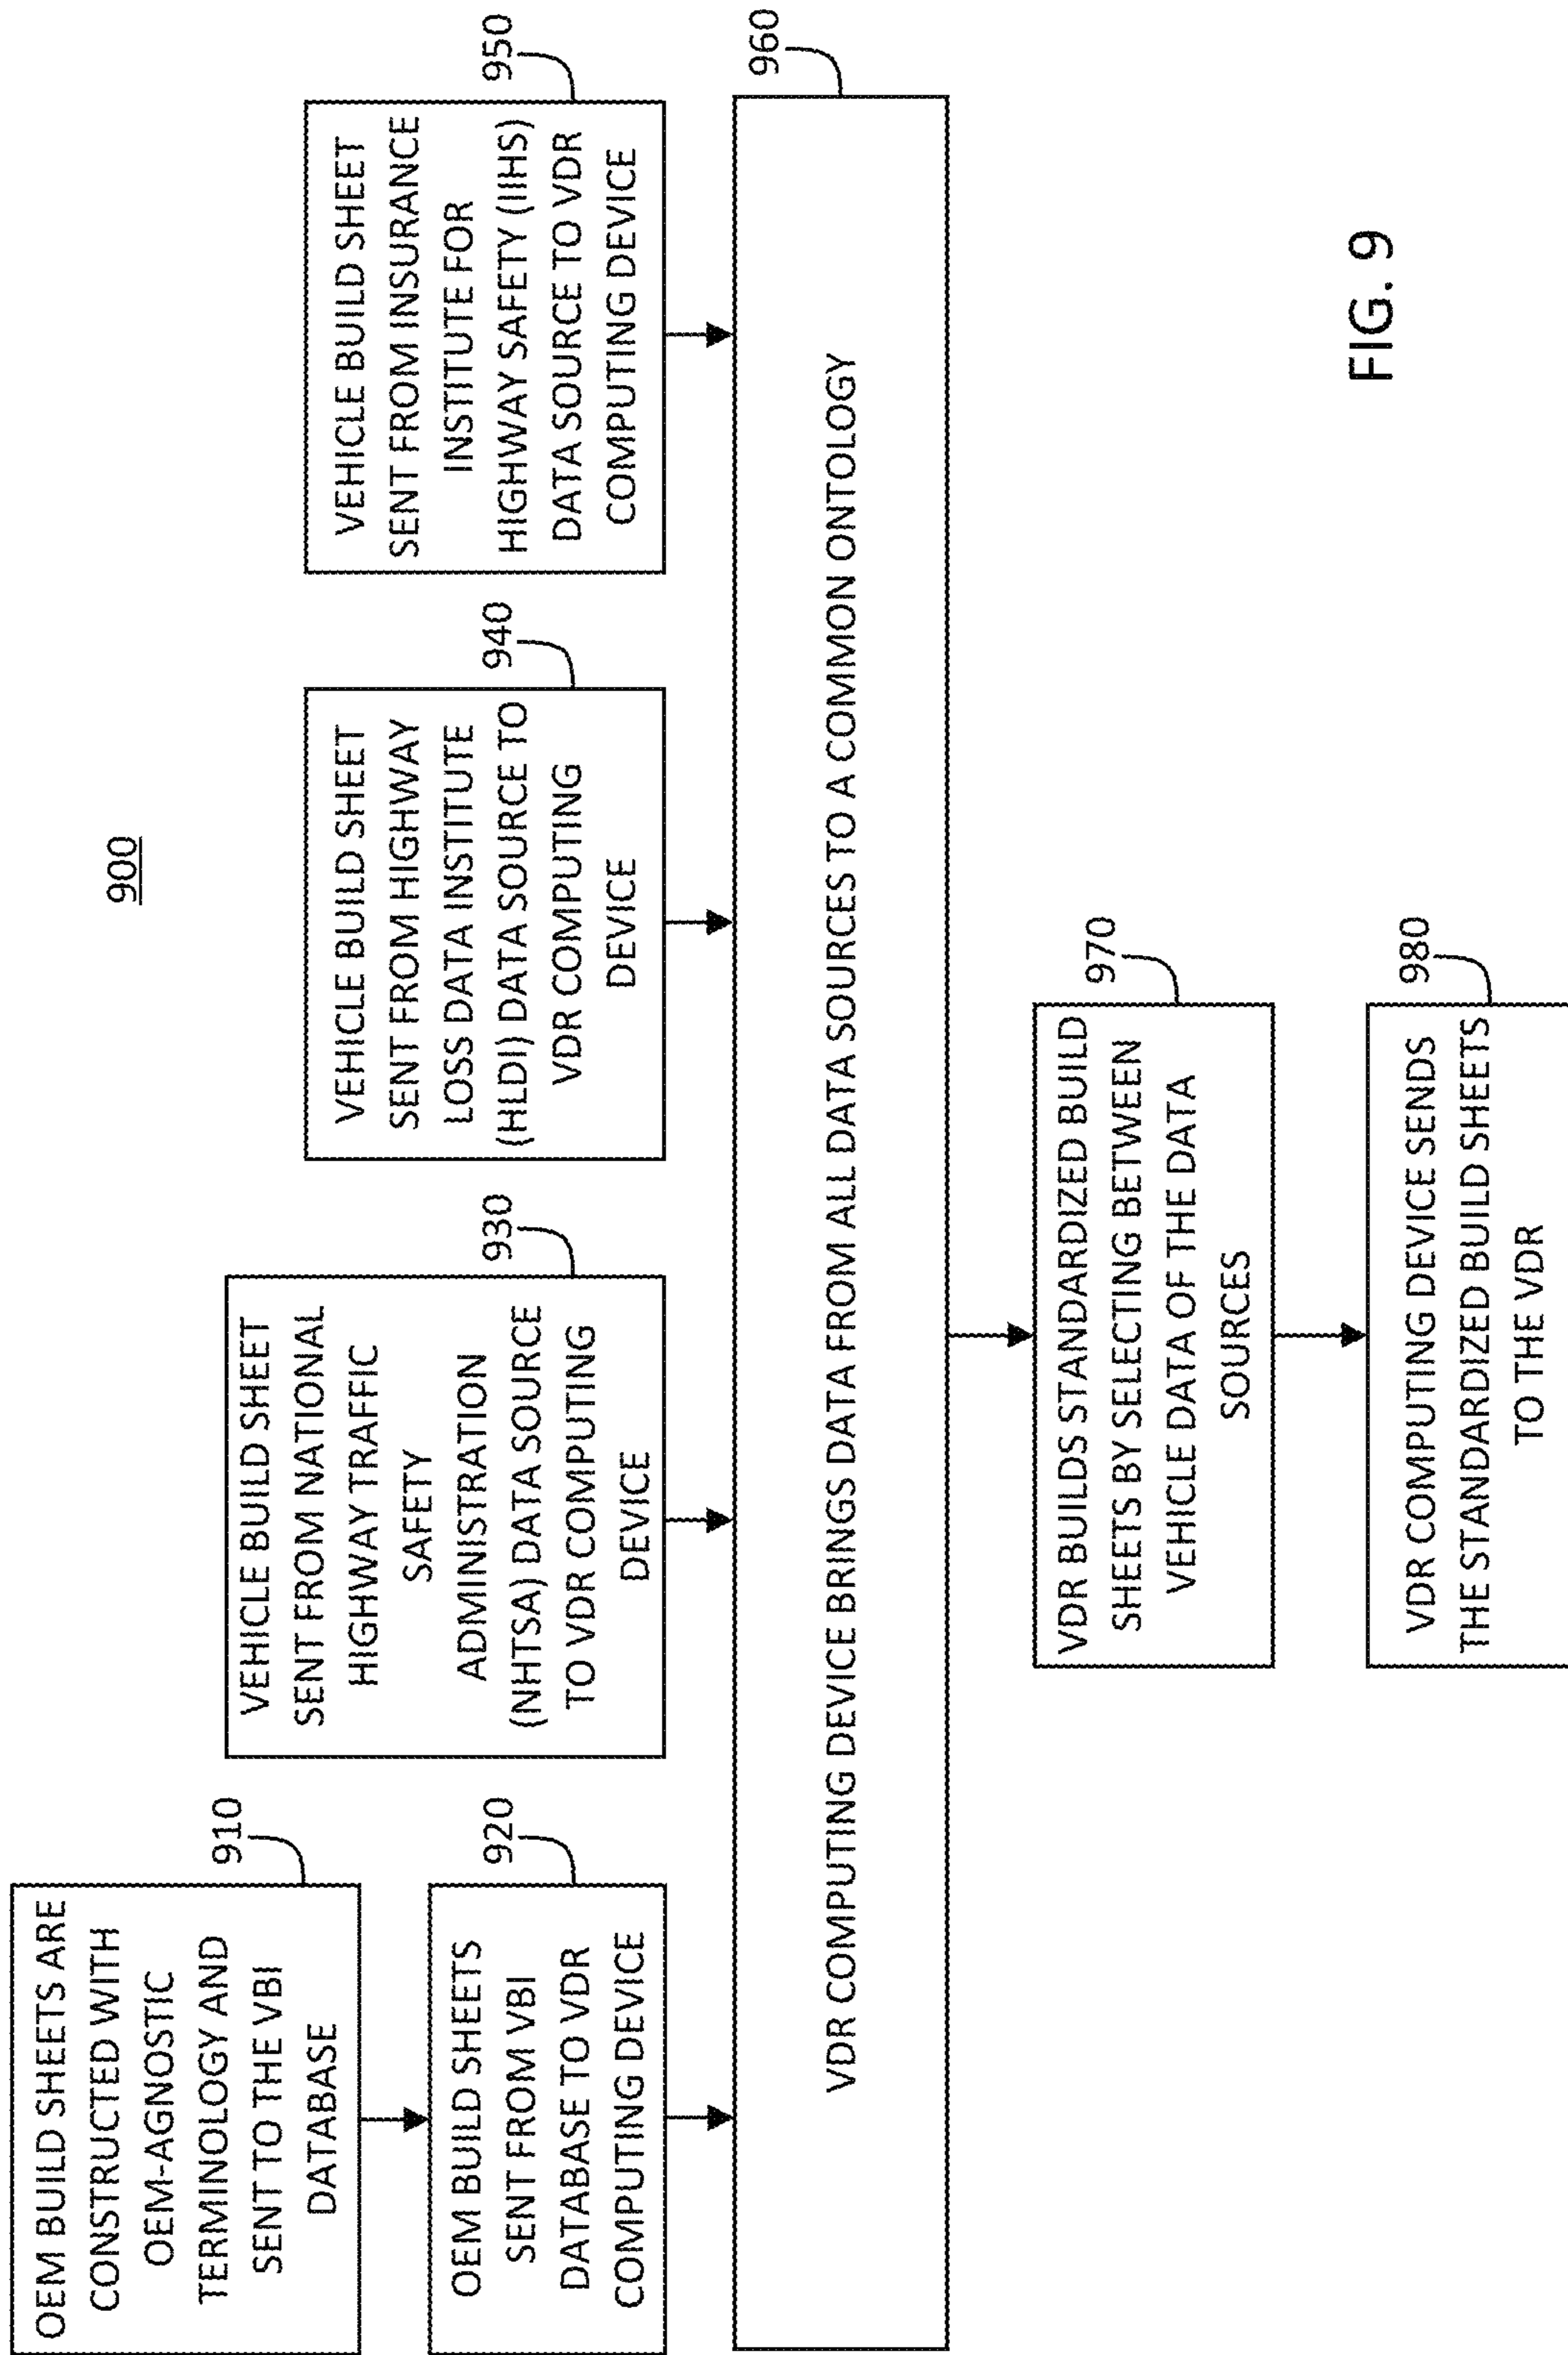 900
OEM BUILD SHEETS ARE
CONSTRUCTED WITH
OEM-AGNOSTIC
TERMINOLOGY AND
SENT TO THE VBI
DATABASE
910
OEM BUILD SHEETS
SENT FROM VBI
DATABASE TO VDR
COMPUTING DEVICE
920
VEHICLE BUILD SHEET
SENT FROM NATIONAL
HIGHWAY TRAFFIC
SAFETY
ADMINISTRATION
(NHTSA) DATA SOURCE
TO VDR COMPUTING
DEVICE
930
VEHICLE BUILD SHEET
SENT FROM HIGHWAY
LOSS DATA INSTITUTE
(HLDI) DATA SOURCE TO
VDR COMPUTING
DEVICE
940
VEHICLE BUILD SHEET
SENT FROM INSURANCE
INSTITUTE FOR
HIGHWAY SAFETY (IIHS)
DATA SOURCE TO VDR
COMPUTING DEVICE
950
VDR COMPUTING DEVICE BRINGS DATA FROM ALL DATA SOURCES TO A COMMON ONTOLOGY
960
VDR BUILDS STANDARDIZED BUILD
SHEETS BY SELECTING BETWEEN
VEHICLE DATA OF THE DATA
SOURCES
970
VDR COMPUTING DEVICE SENDS
THE STANDARDIZED BUILD SHEETS
TO THE VDR
980
FIG. 9